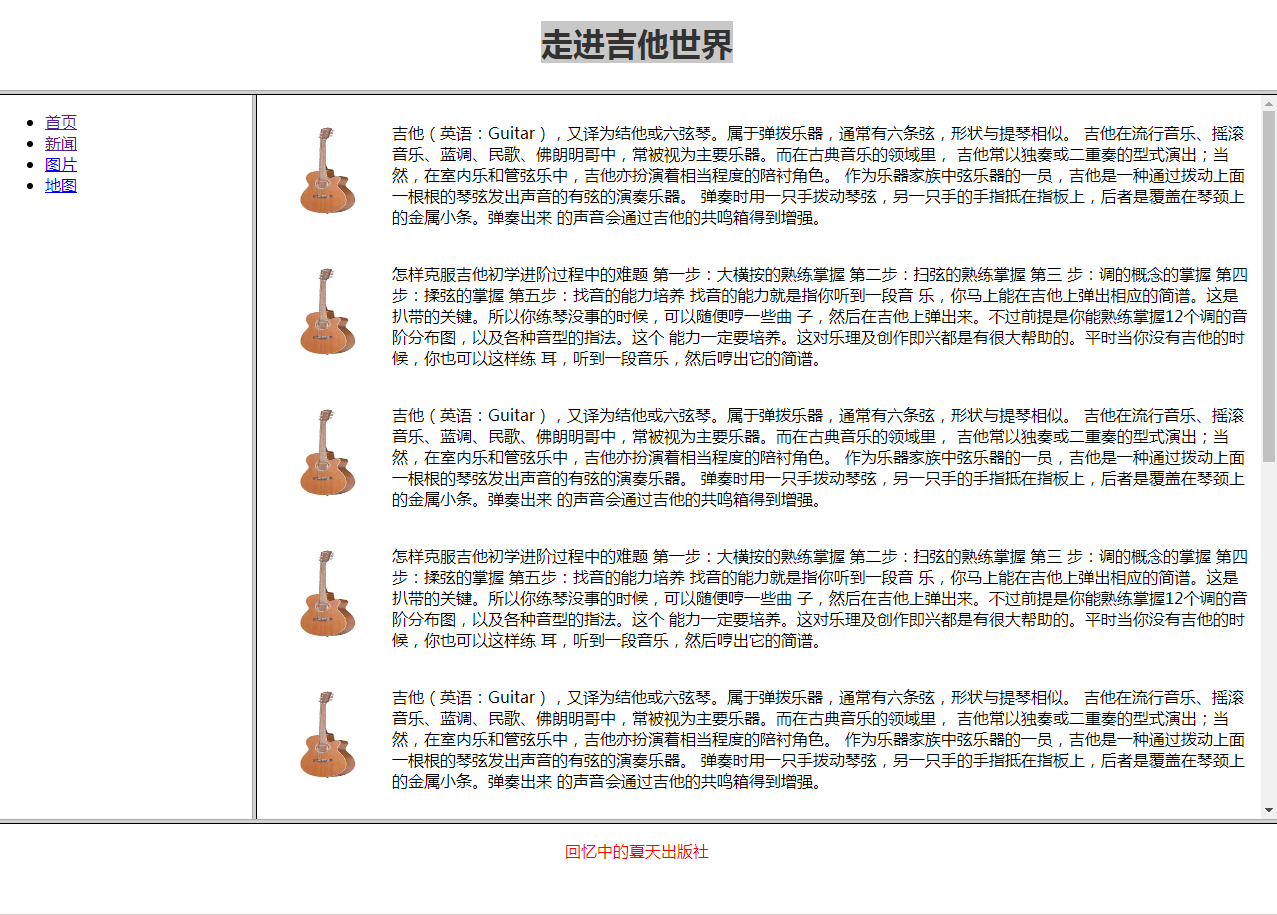 走进吉他世界
首页
新闻
图片
地图
吉他（英语：Guitar），又译为结他或六弦琴。属于弹拨乐器，通常有六条弦，形状与提琴相似。 吉他在流行音乐、摇滚
音乐、蓝调、民歌、佛朗明哥中，常被视为主要乐器。而在古典音乐的领域里， 吉他常以独奏或二重奏的型式演出；当
然，在室内乐和管弦乐中，吉他亦扮演着相当程度的陪衬角色。 作为乐器家族中弦乐器的一员，吉他是一种通过拨动上面
一根根的琴弦发出声音的有弦的演奏乐器。 弹奏时用一只手拨动琴弦，另一只手的手指抵在指板上，后者是覆盖在琴颈上
的金属小条。弹奏出来 的声音会通过吉他的共鸣箱得到增强。
怎样克服吉他初学进阶过程中的难题 第一步：大横按的熟练掌握 第二步：扫弦的熟练掌握 第三 步：调的概念的掌握 第四
步：揉弦的掌握 第五步：找音的能力培养 找音的能力就是指你听到一段音 乐，你马上能在吉他上弹出相应的简谱。这是
扒带的关键。所以你练琴没事的时候，可以随便哼一些曲 子，然后在吉他上弹出来。不过前提是你能熟练掌握12个调的音
阶分布图，以及各种音型的指法。这个 能力一定要培养。这对乐理及创作即兴都是有很大帮助的。平时当你没有吉他的时
候，你也可以这样练 耳，听到一段音乐，然后哼出它的简谱。
吉他（英语：Guitar），又译为结他或六弦琴。属于弹拨乐器，通常有六条弦，形状与提琴相似。 吉他在流行音乐、摇滚
音乐、蓝调、民歌、佛朗明哥中，常被视为主要乐器。而在古典音乐的领域里， 吉他常以独奏或二重奏的型式演出；当
然，在室内乐和管弦乐中，吉他亦扮演着相当程度的陪衬角色。 作为乐器家族中弦乐器的一员，吉他是一种通过拨动上面
一根根的琴弦发出声音的有弦的演奏乐器。 弹奏时用一只手拨动琴弦，另一只手的手指抵在指板上，后者是覆盖在琴颈上
的金属小条。弹奏出来 的声音会通过吉他的共鸣箱得到增强。
怎样克服吉他初学进阶过程中的难题 第一步：大横按的熟练掌握 第二步：扫弦的熟练掌握 第三 步：调的概念的掌握 第四
步：揉弦的掌握 第五步：找音的能力培养 找音的能力就是指你听到一段音 乐，你马上能在吉他上弹出相应的简谱。这是
扒带的关键。所以你练琴没事的时候，可以随便哼一些曲 子，然后在吉他上弹出来。不过前提是你能熟练掌握12个调的音
阶分布图，以及各种音型的指法。这个 能力一定要培养。这对乐理及创作即兴都是有很大帮助的。平时当你没有吉他的时
候，你也可以这样练 耳，听到一段音乐，然后哼出它的简谱。
吉他（英语：Guitar），又译为结他或六弦琴。属于弹拨乐器，通常有六条弦，形状与提琴相似。 吉他在流行音乐、摇滚
音乐、蓝调、民歌、佛朗明哥中，常被视为主要乐器。而在古典音乐的领域里， 吉他常以独奏或二重奏的型式演出；当
然，在室内乐和管弦乐中，吉他亦扮演着相当程度的陪衬角色。 作为乐器家族中弦乐器的一员，吉他是一种通过拨动上面
一根根的琴弦发出声音的有弦的演奏乐器。 弹奏时用一只手拨动琴弦，另一只手的手指抵在指板上，后者是覆盖在琴颈上
的金属小条。弹奏出来 的声音会通过吉他的共鸣箱得到增强。
回忆中的夏天出版社